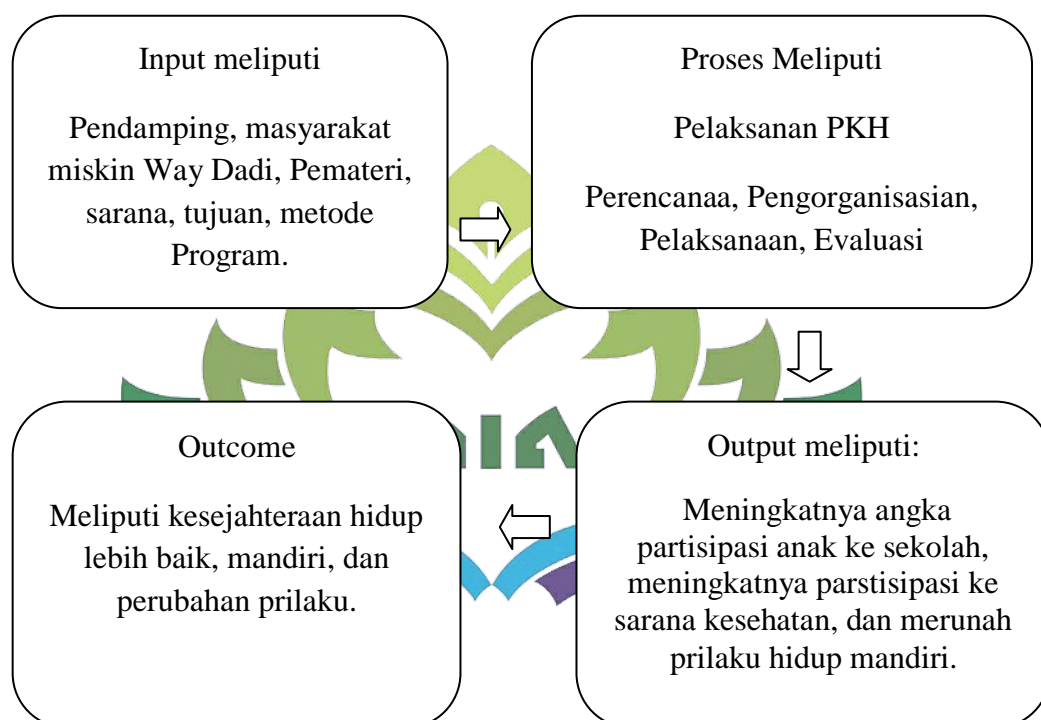 Input meliputi
Pendamping, masyarakat
miskin Way Dadi, Pemateri,
sarana, tujuan, metode
Program.
Proses Meliputi
Pelaksanan PKH
Perencanaa, Pengorganisasian,
Pelaksanaan, Evaluasi
Output meliputi:
Meningkatnya angka
partisipasi anak ke sekolah,
meningkatnya parstisipasi ke
sarana kesehatan, dan merunah
prilaku hidup mandiri.
Outcome
Meliputi kesejahteraan hidup
lebih baik, mandiri, dan
perubahan prilaku.